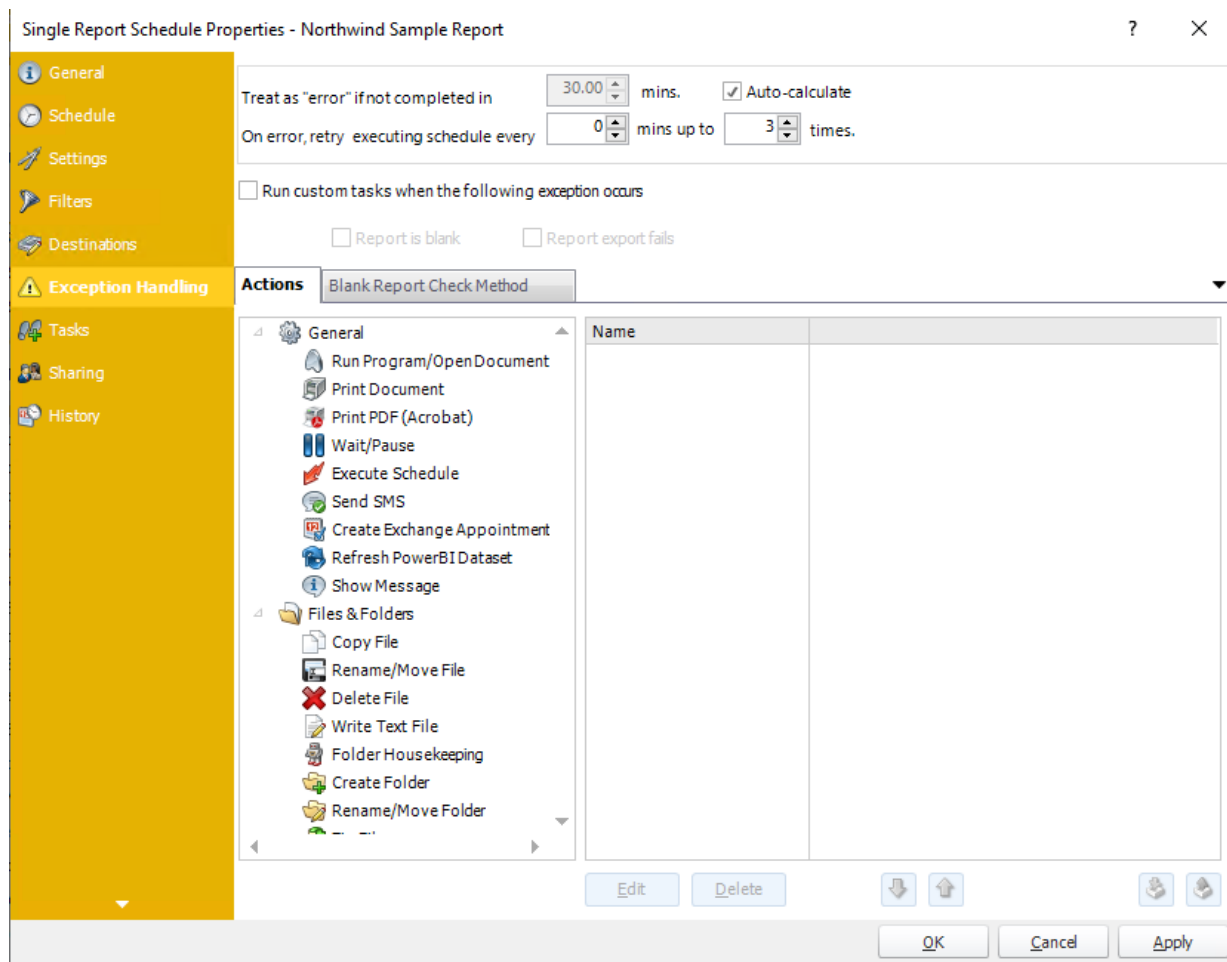 Single Report Schedule Properties - Northwind Sample Report
?
General
Schedule
Settings
Filters
Destinations
Exception Handling
Tasks
Sharing
History
Treat as "error" if not completed in 30.00 mins. Auto-calculate
On error, retry executing schedule every 0 mins up to 3 times.
Run custom tasks when the following exception occurs
Report is blank Report export fails
Actions Blank Report Check Method
General
Run Program/Open Document
Print Document
Print PDF (Acrobat)
Wait/Pause
Execute Schedule
Send SMS
Create Exchange Appointment
Refresh PowerBI Dataset
Show Message
Files & Folders
Copy File
Rename/Move File
Delete File
Write Text File
Folder Housekeeping
Create Folder
Rename/Move Folder
Name
Edit Delete
OK Cancel Apply